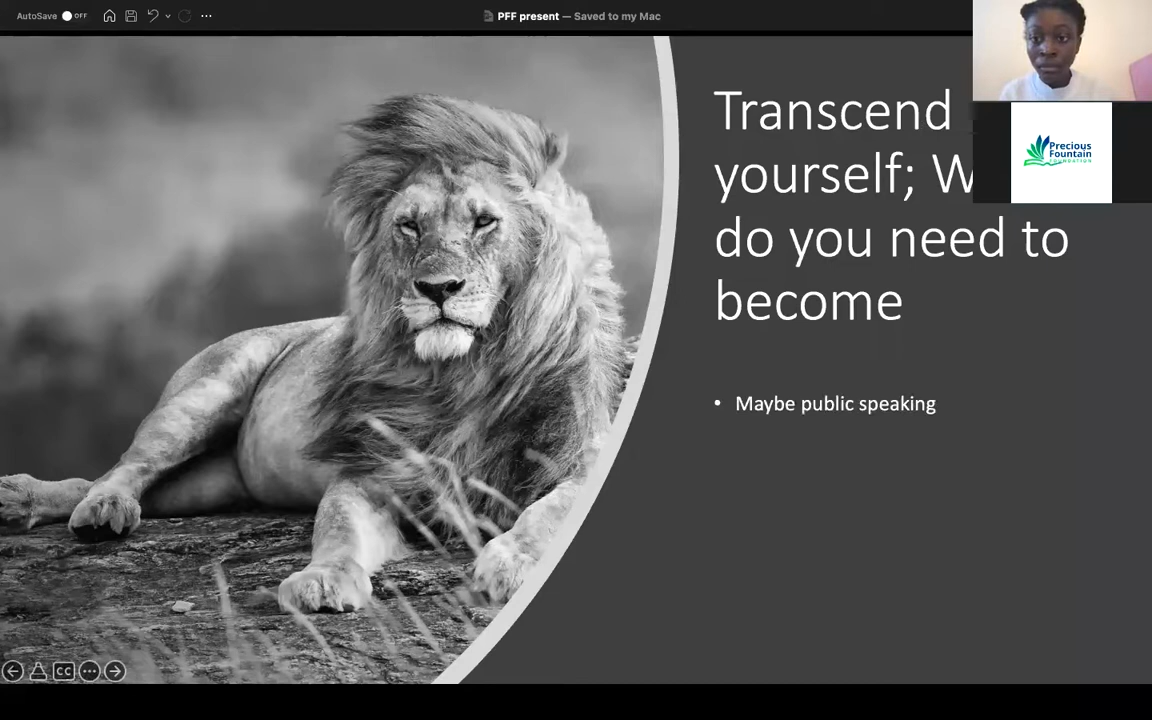 AutoSave OFF
PFF present — Saved to my Mac
Transcend
yourself; W
do you need to
become
• Maybe public speaking
Precious
Fountain
FOUNDATION
CC